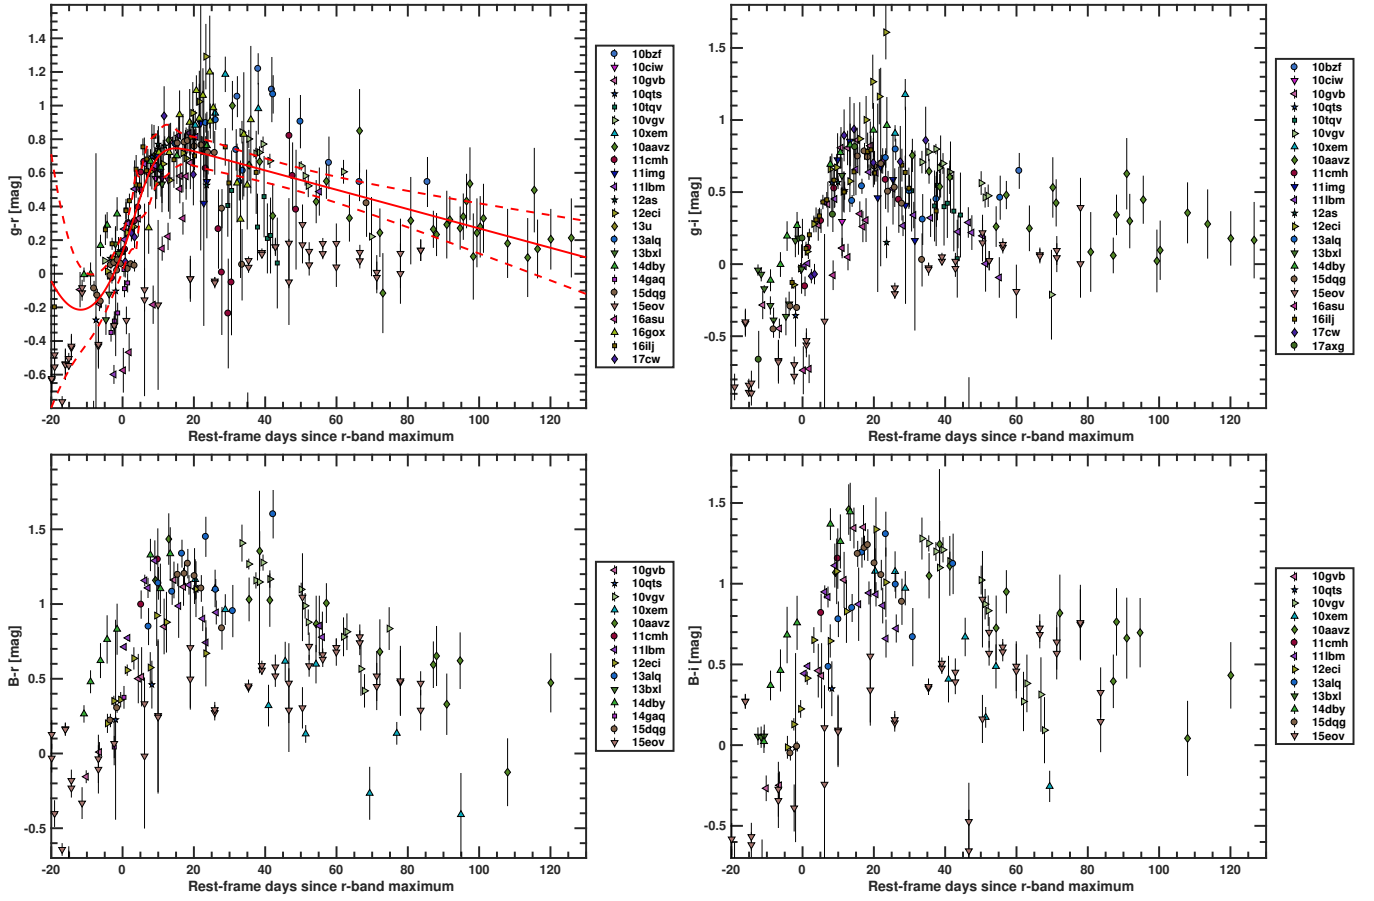 1.4
1.2
1
0.8
0.6
0.4
0.2
0
-0.2
-0.4
-0.6
g-r [mag]
-20 0 20 40 60 80 100 120
Rest-frame days since r-band maximum
10bzf
10ciw
10gvb
10qts
10tqv
10vgv
10xem
10aavz
11cmh
11img
11lbm
12as
12eci
13u
13alq
13bxl
14dby
14gaq
15dqg
15eov
16asu
16gox
16ilj
17cw
1.5
1
0.5
0
-0.5
g-i [mag]
-20 0 20 40 60 80 100 120
Rest-frame days since r-band maximum
10bzf
10ciw
10gvb
10qts
10tqv
10vgv
10xem
10aavz
11cmh
11img
11lbm
12as
12eci
13alq
13bxl
14dby
15dqg
15eov
16asu
16ilj
17cw
17axg
1.5
1
0.5
0
-0.5
B-r [mag]
-20 0 20 40 60 80 100 120
Rest-frame days since r-band maximum
10gvb
10qts
10vgv
10xem
10aavz
11cmh
11lbm
12eci
13alq
13bxl
14dby
14gaq
15dqg
15eov
1.5
1
0.5
0
-0.5
B-i [mag]
-20 0 20 40 60 80 100 120
Rest-frame days since r-band maximum
10gvb
10qts
10vgv
10xem
10aavz
11cmh
11lbm
12eci
13alq
13bxl
14dby
15dqg
15eov